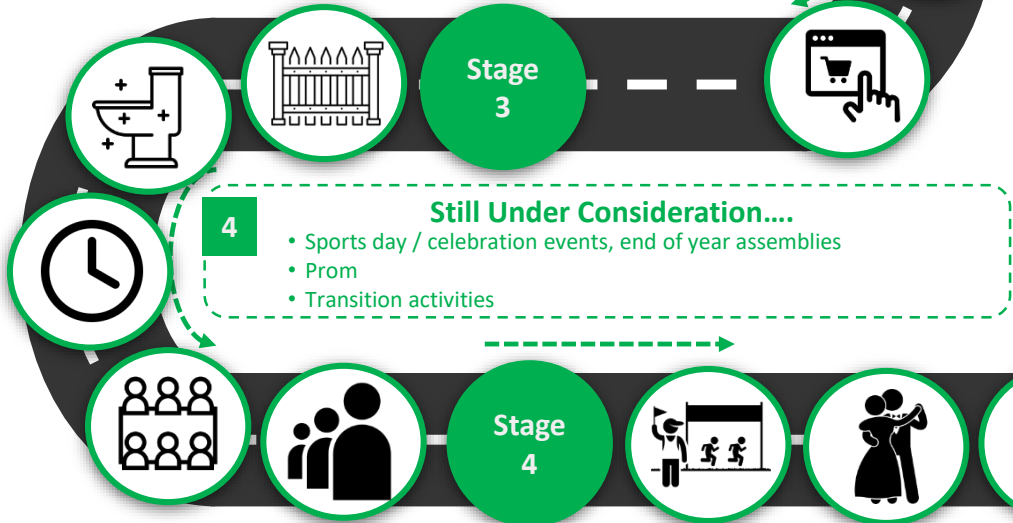 Stage
3
4
Still Under Consideration....
• Sports day / celebration events, end of year assemblies
• Prom
• Transition activities
Stage
4